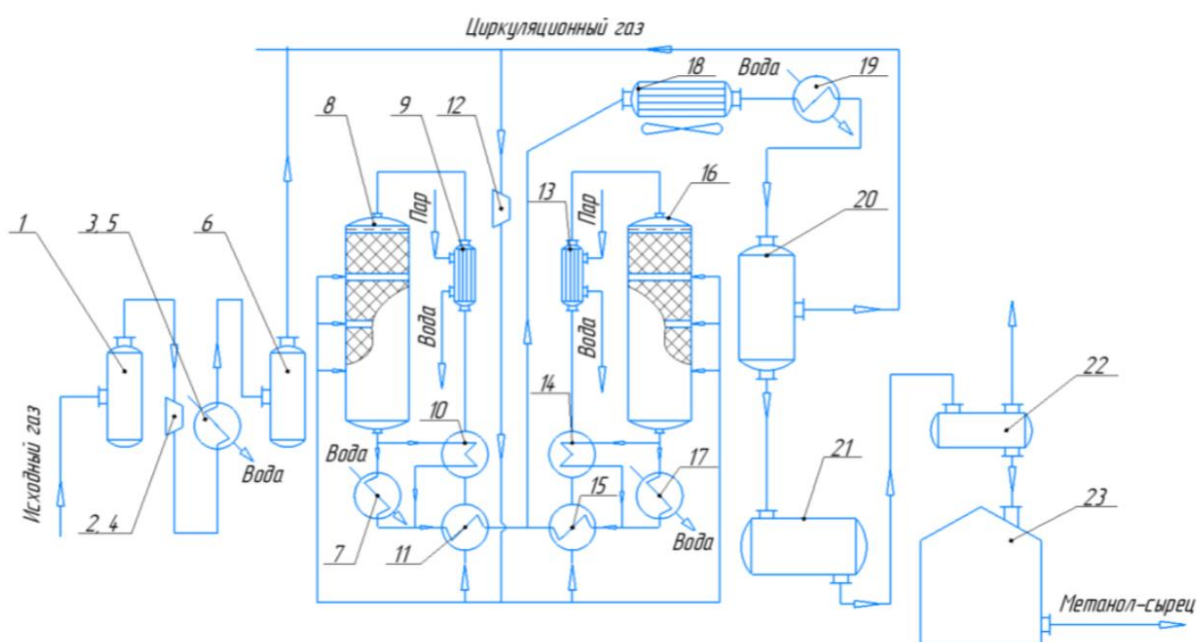 Циркуляционный газ
18
Вода
19
8
9
12
13
16
1
3, 5
6
Пар
Пар
20
Вода
Вода
22
10
14
Исходный газ
Вода
Вода
17
21
15
23
2, 4
7
11
Вода
Метанол-сырец